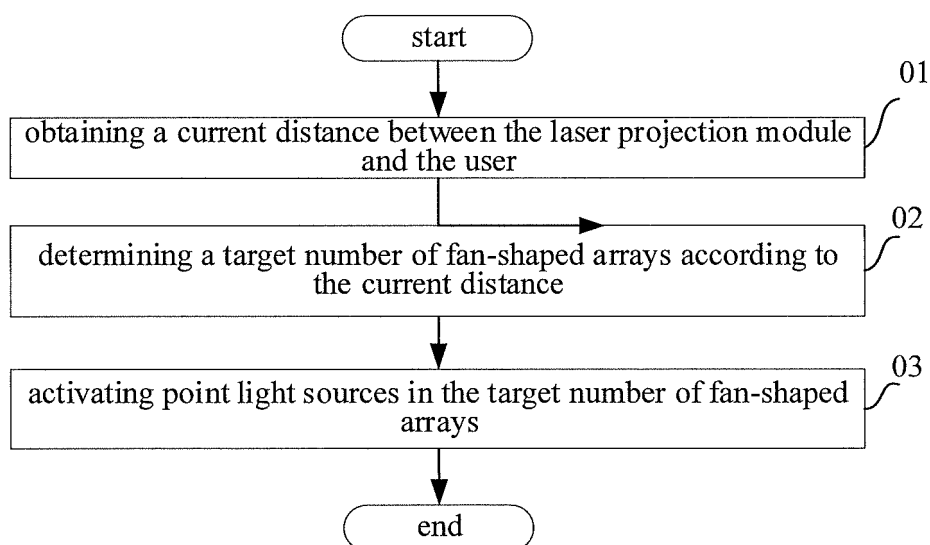 start
01
obtaining a current distance between the laser projection module
and the user
02
determining a target number of fan-shaped arrays according to
the current distance
03
activating point light sources in the target number of fan-shaped
arrays
end